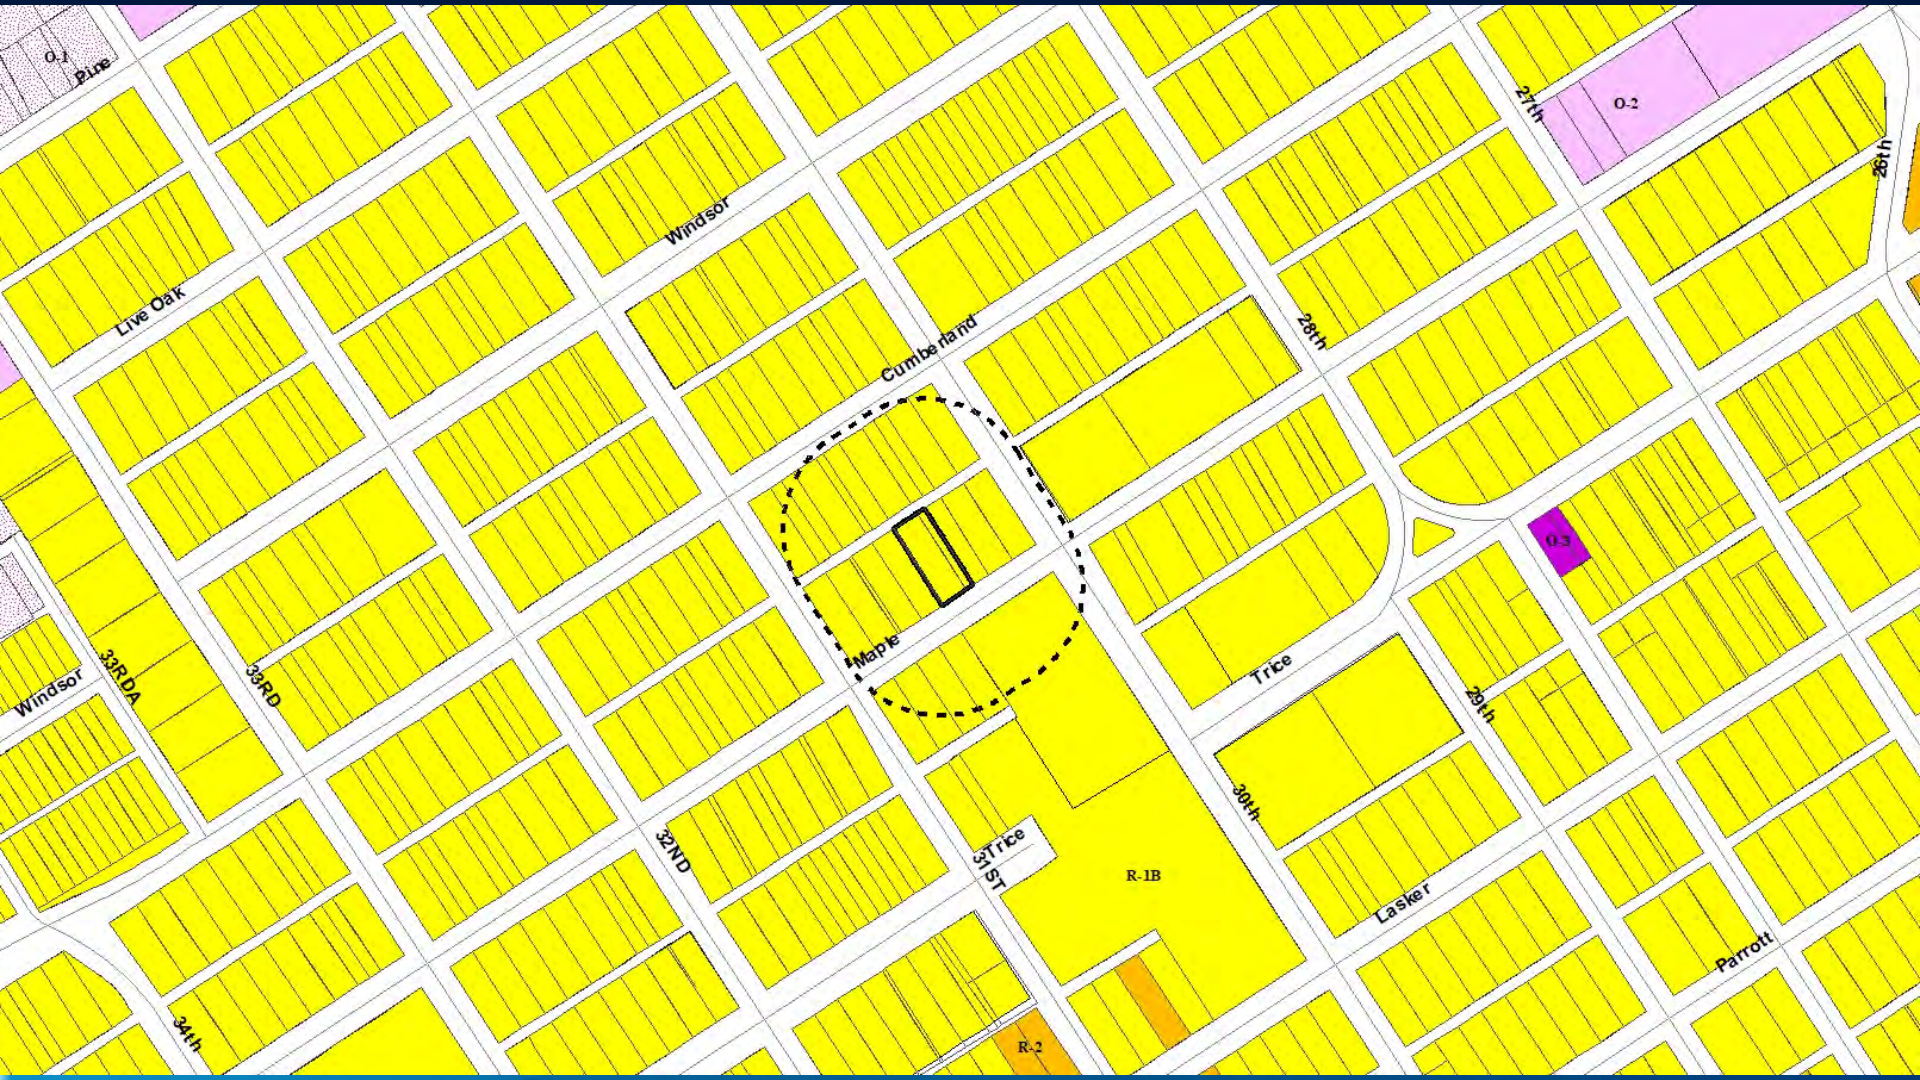 O-1
Pine
27th
O-2
26th
Windsor
Live Oak
Cumberland
28th
O-3
Maple
33RDA
33RD
Windsor
Trice
29th
30th
32ND
Trice
31ST
R-1B
Lasker
Parrott
34th
R-2